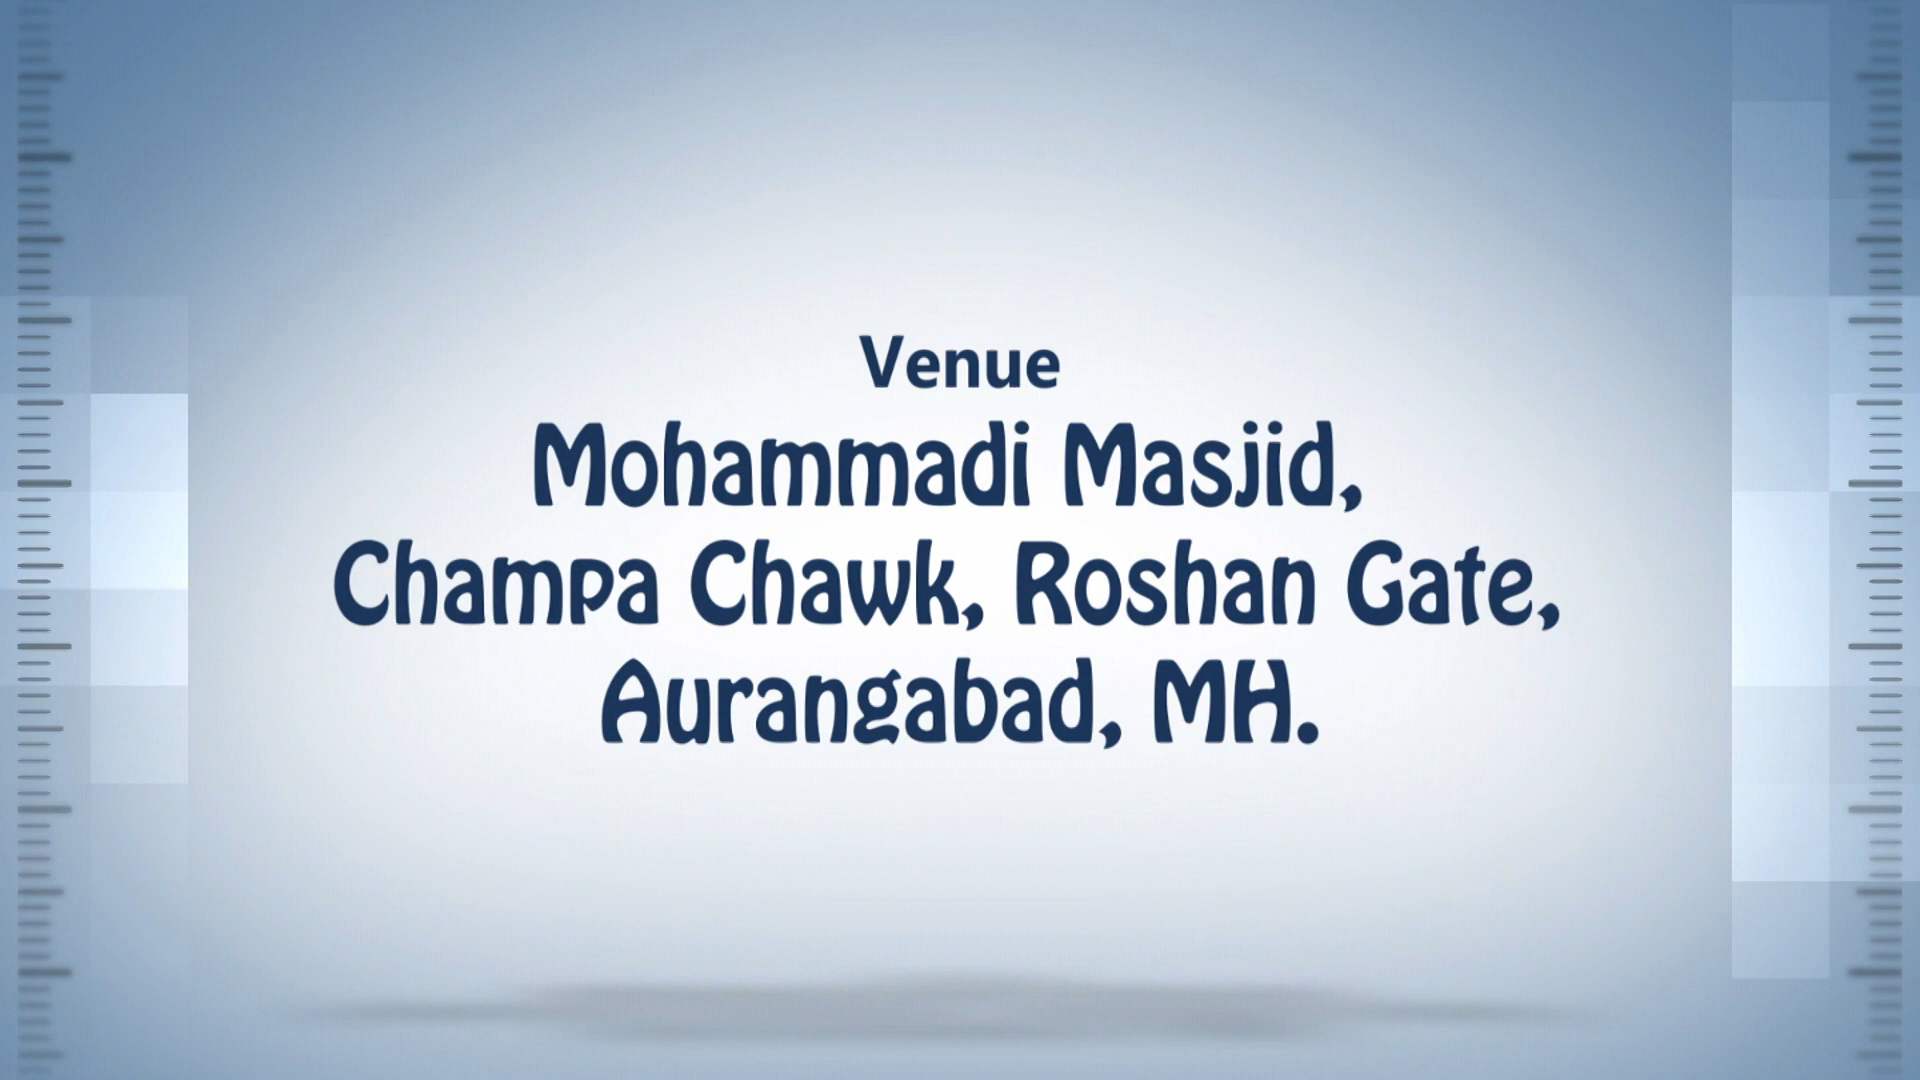 Venue
Mohammadi Masjid,
Champa Chawk, Roshan Gate,
Aurangabad, MH.